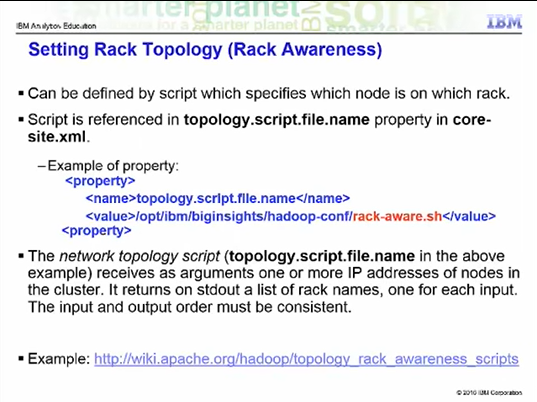 smarter planet
for a smarter planet
IBM Analytics Education
IBM
Setting Rack Topology (Rack Awareness)
▪ Can be defined by script which specifies which node is on which rack.
▪ Script is referenced in topology.script.file.name property in core-
site.xml.
–Example of property:
<property>
<name>topology.script.file.name</name>
<value>/opt/ibm/biginsights/hadoop-conf/rack-aware.sh</value>
<property>
▪ The network topology script (topology.script.file.name in the above
example) receives as arguments one or more IP addresses of nodes in
the cluster. It returns on stdout a list of rack names, one for each input.
The input and output order must be consistent.
▪ Example: http://wiki.apache.org/hadoop/topology_rack_awareness_scripts
© 2010 IBM Corporation